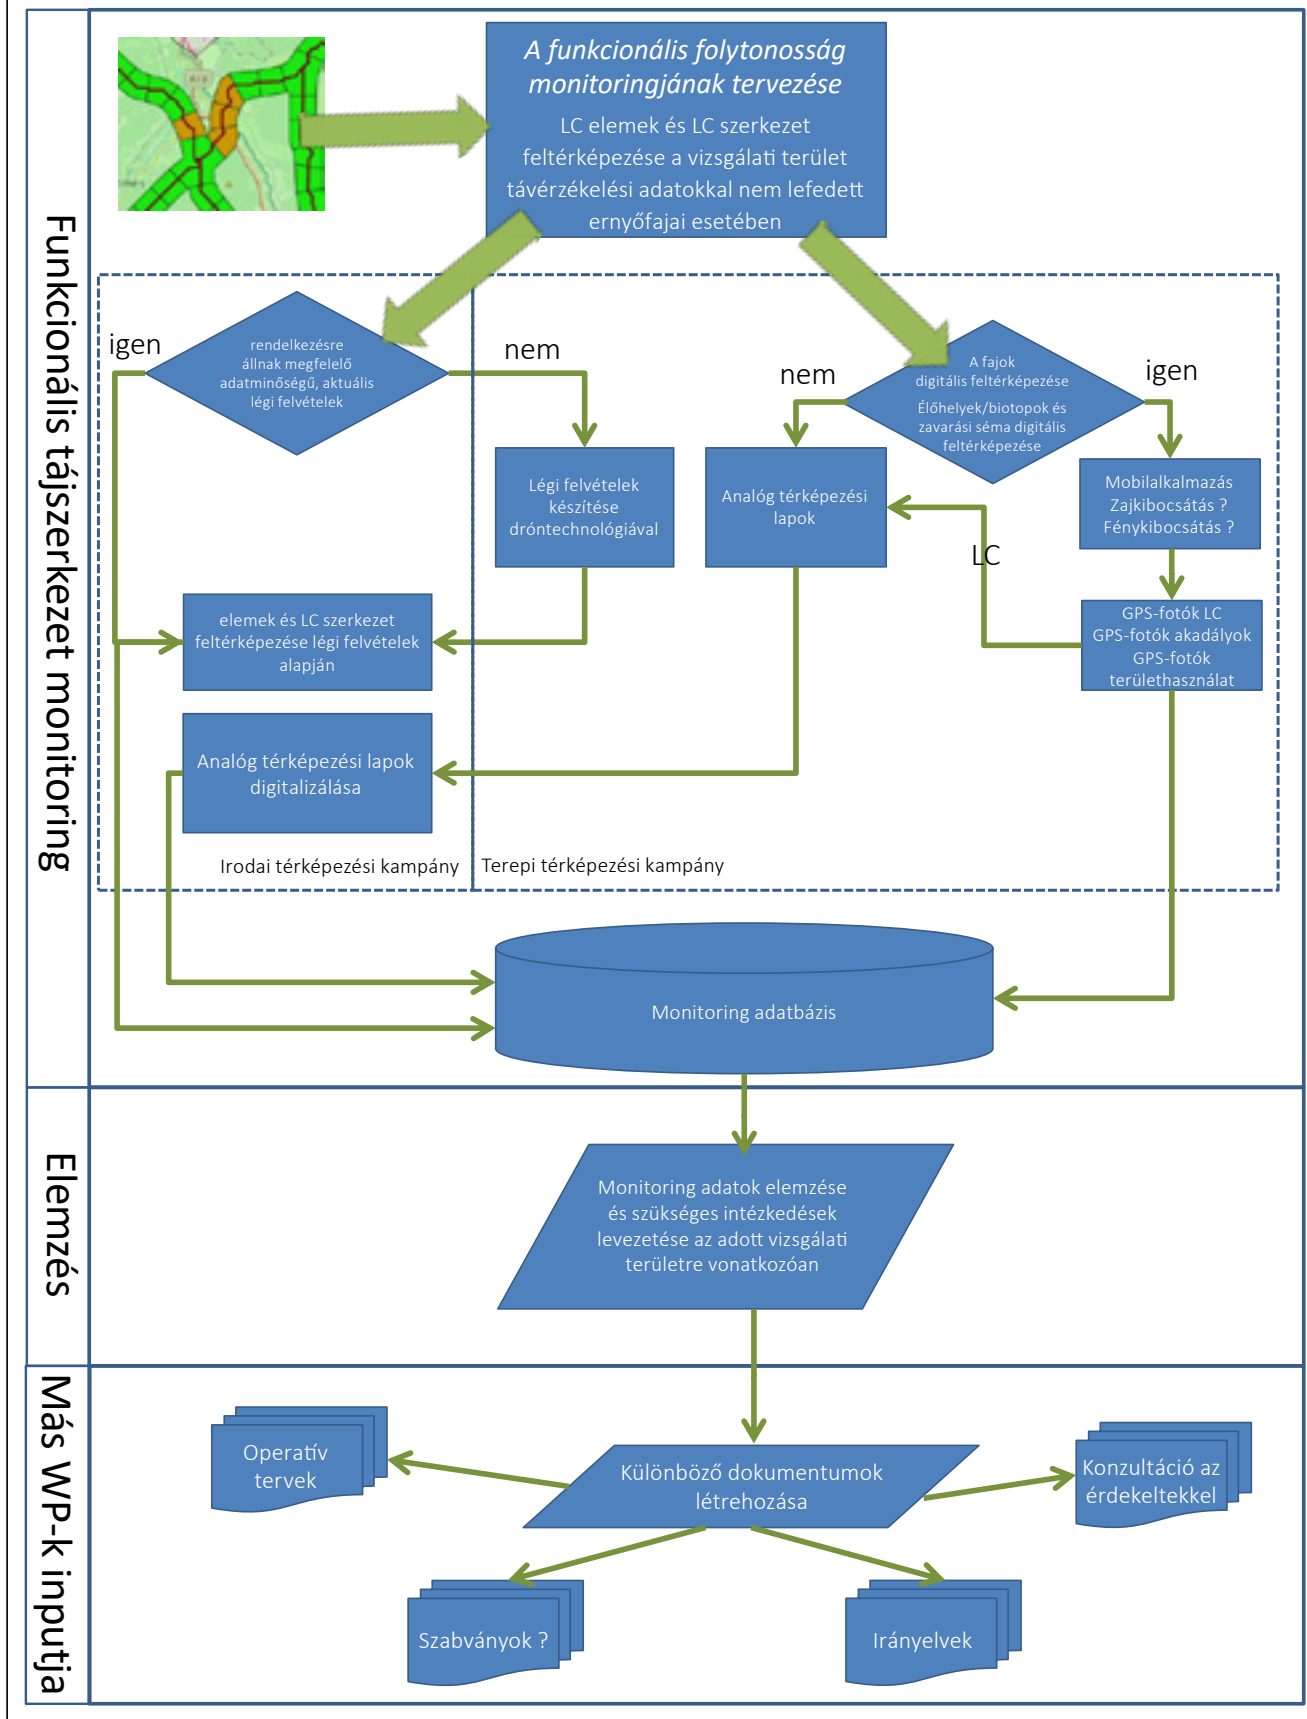 A funkcionális folytonosság
monitoringjának tervezése
LC elemek és LC szerkezet
feltérképezése a vizsgálati terület
távérzékelési adatokkal nem lefedett
ernyőfajai esetében
Funkcionális tájszerkezet monitoring
igen
rendelkezésre
állnak megfelelő
adatminőségű, aktuális
légi felvételek
nem
nem
A fajok
digitális feltérképezése
Élőhelyek/biotopok és
zavarási séma digitális
feltérképezése
igen
Légi felvételek
készítése
dróntechnológiával
Analóg térképezési
lapok
Mobilalkalmazás
Zajkibocsátás ?
Fénykibocsátás ?
LC
elemek és LC szerkezet
feltérképezése légi felvételek
alapján
GPS-fotók LC
GPS-fotók akadályok
GPS-fotók
területhasználat
Analóg térképezési lapok
digitalizálása
Irodai térképezési kampány
Terepi térképezési kampány
Monitoring adatbázis
Elemzés
Monitoring adatok elemzése
és szükséges intézkedések
levezetése az adott vizsgálati
területre vonatkozóan
Más WP-k inputja
Operatív
tervek
Különböző dokumentumok
létrehozása
Konzultáció az
érdekeltekkel
Szabványok ?
Irányelvek